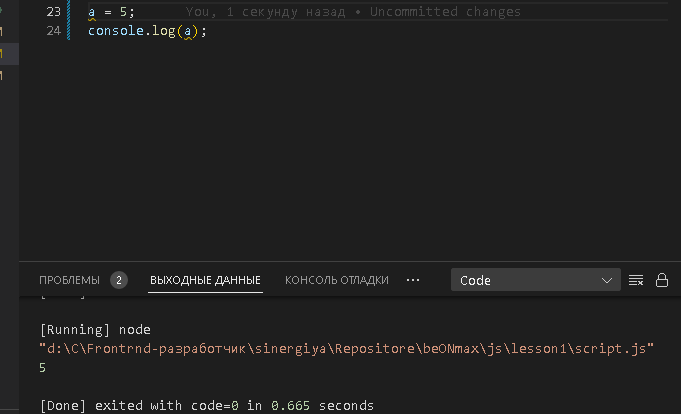 23 a = 5; You, 1 секунду назад • Uncommitted changes
24 console.log(a);
ПРОБЛЕМЫ 2 ВЫХОДНЫЕ ДАННЫЕ КОНСОЛЬ ОТЛАДКИ ... Code
[Running] node
"d:\C\Frontrnd-разработчик\sinergiya\Repositore\beONmax\js\lesson1\script.js"
5
[Done] exited with code=0 in 0.665 seconds